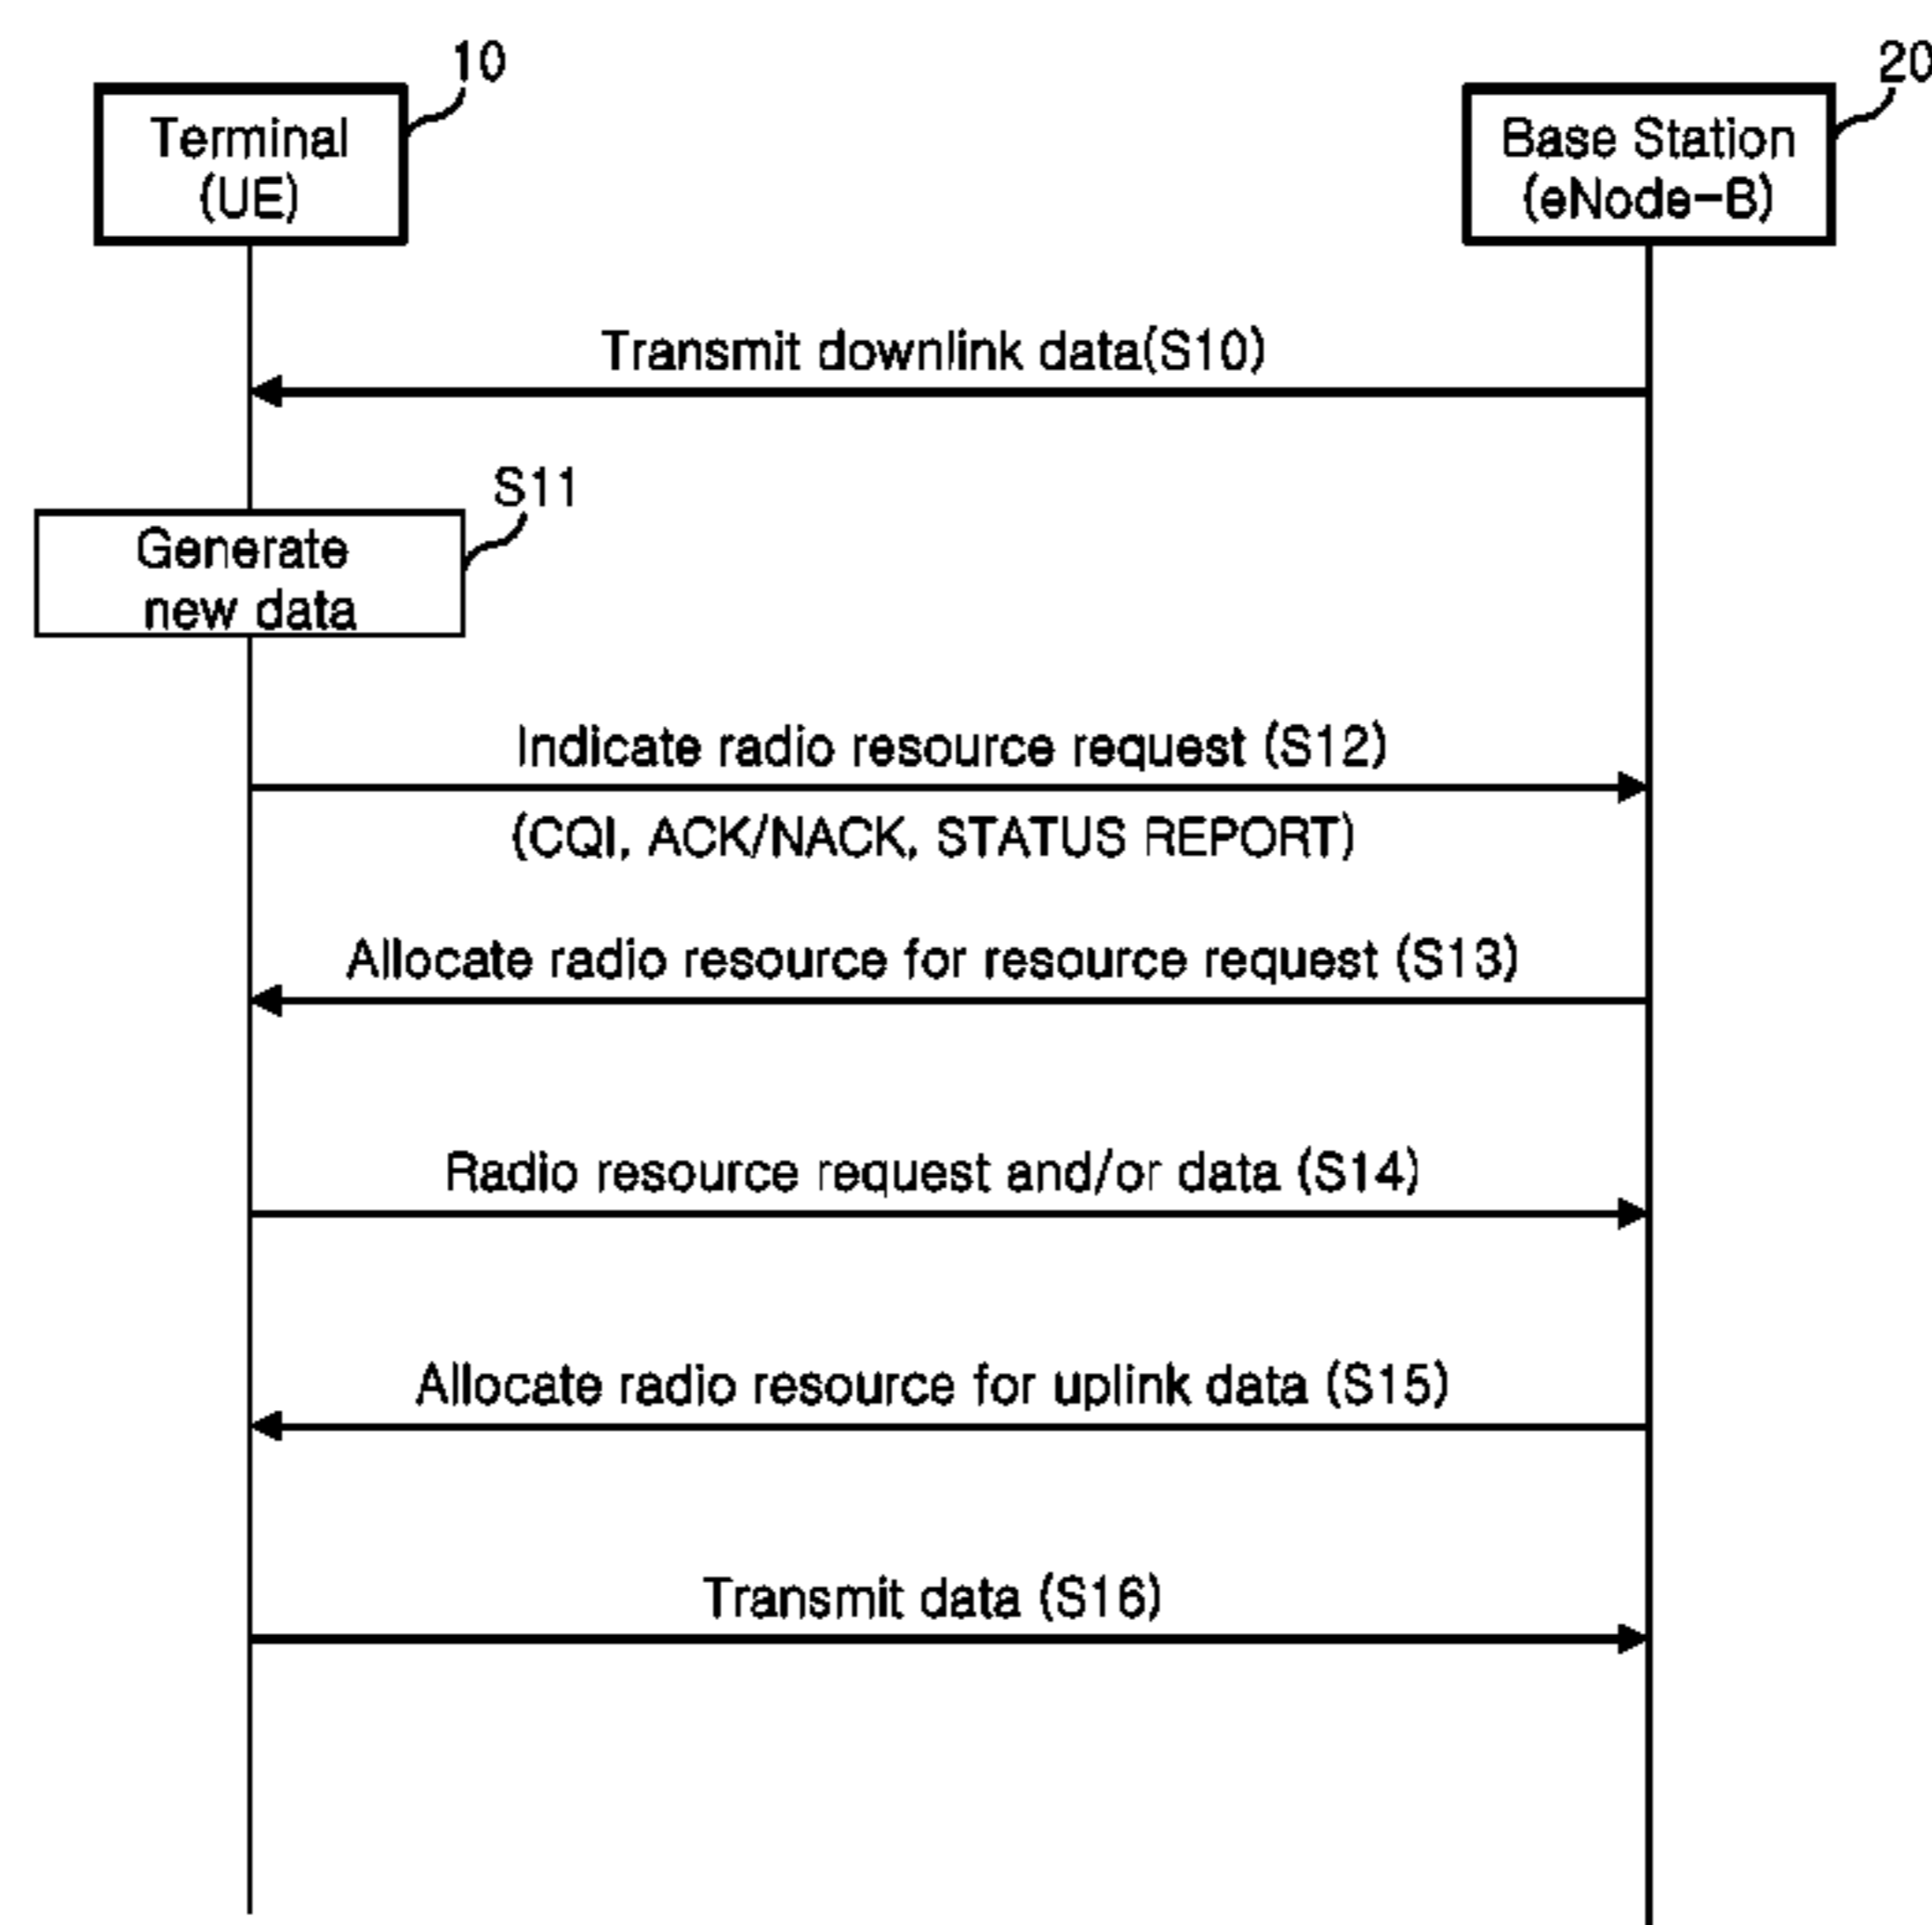 10
20
Terminal
(UE)
Base Station
(eNode-B)
Transmit downlink data(S10)
S11
Generate
new data
Indicate radio resource request (S12)
(CQI, ACK/NACK, STATUS REPORT)
Allocate radio resource for resource request (S13)
Radio resource request and/or data (S14)
Allocate radio resource for uplink data (S15)
Transmit data (S16)